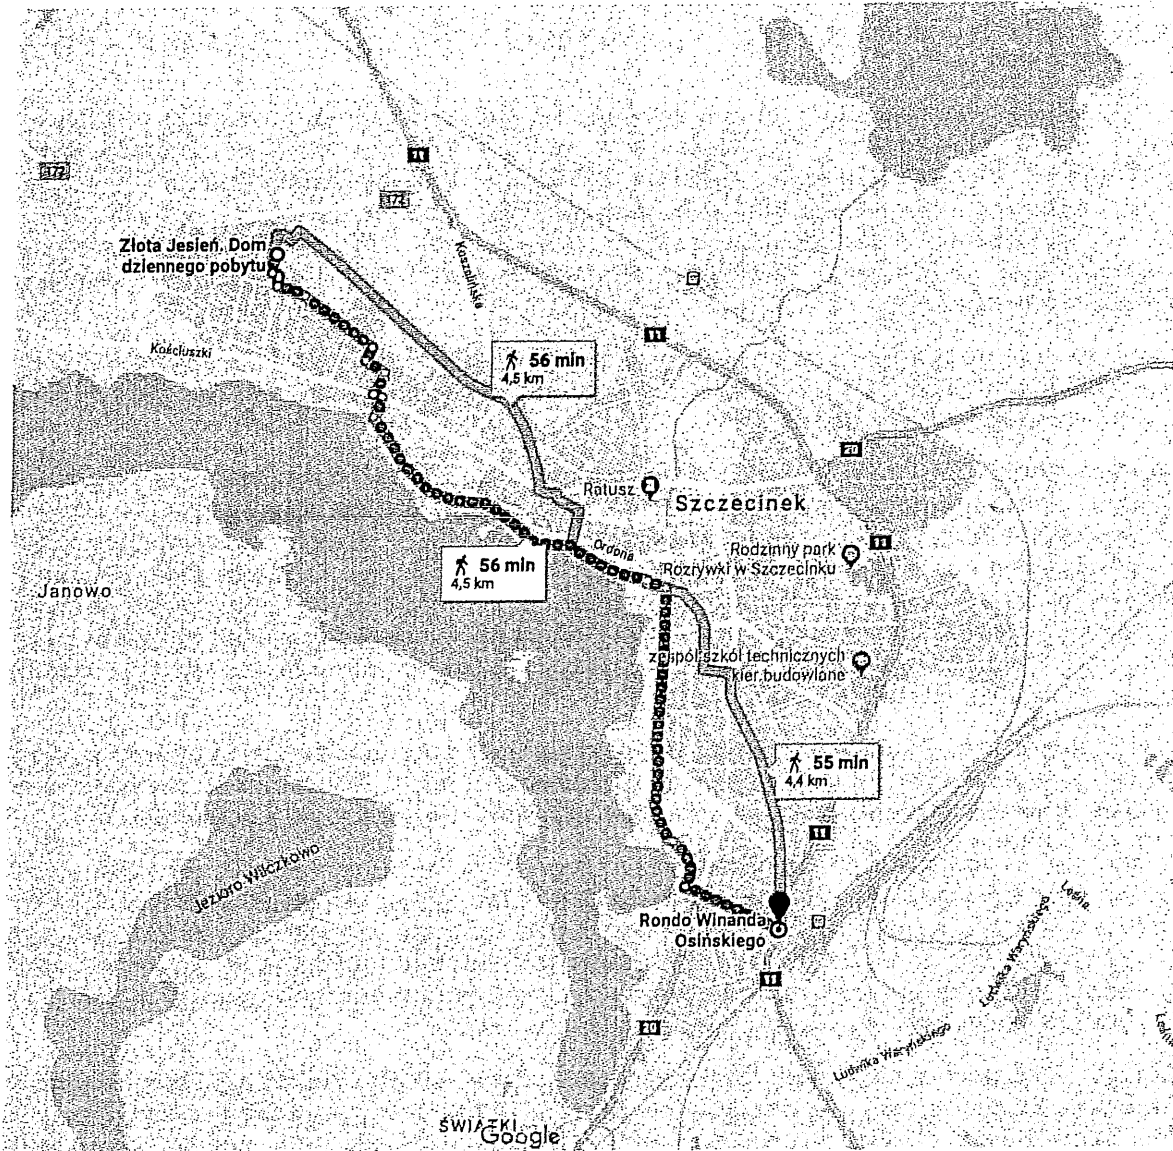 11
172
172
Złota Jesień. Dom
dziennego pobytu
Koszalińska
11
Kościuszki
56 min
4,5 km
20
Ratusz
Szczecinek
11
Ordona
Rodzinny park
Rozrywki w Szczecinku
56 min
4,5 km
Janowo
zespół szkół technicznych
kier.budowlane
55 min
4,4 km
11
Jezioro Wilczkowo
Leśna
Rondo Winanda
Osińskiego
Ludwika Waryńskiego
11
20
Ludwika Waryńskiego
ŚWIĄTKI
Google